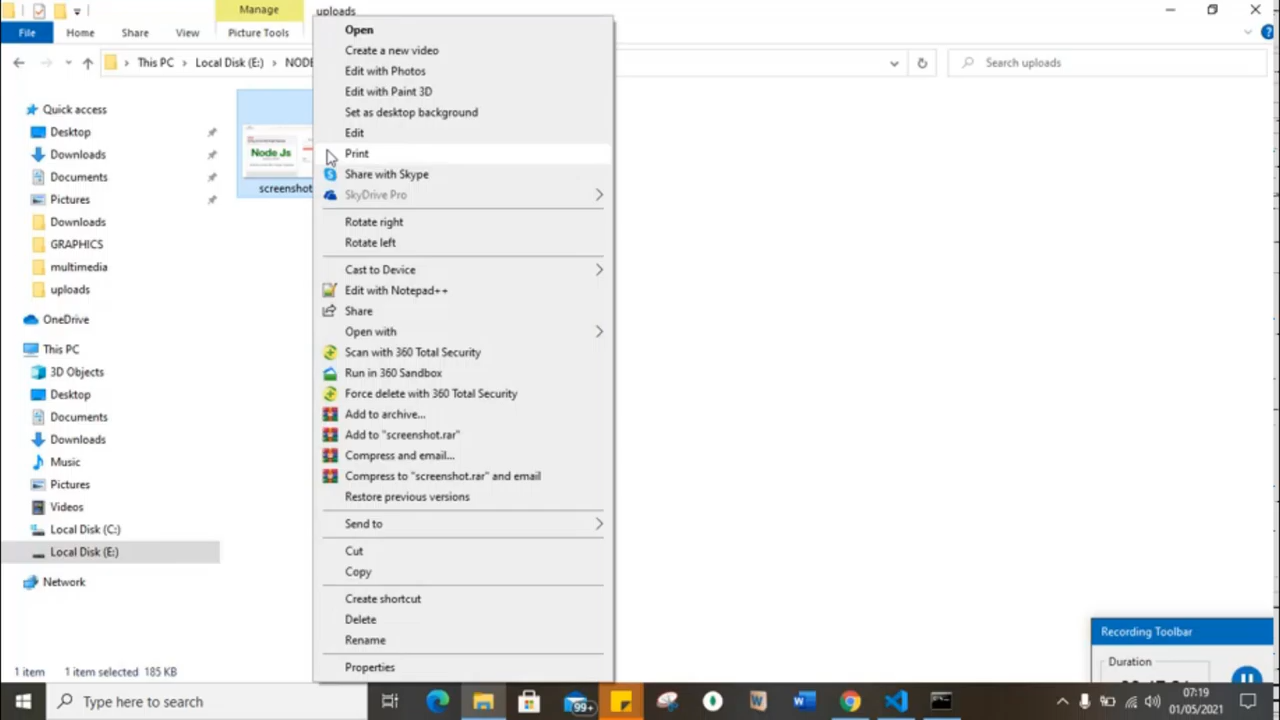 Manage
uploads
File
Home
Share
View
Picture Tools
This PC
Local Disk (E:)
NODE
Search uploads
Quick access
Desktop
Downloads
Documents
Pictures
Downloads
GRAPHICS
multimedia
uploads
OneDrive
This PC
3D Objects
Desktop
Documents
Downloads
Music
Pictures
Videos
Local Disk (C:)
Local Disk (E:)
Network
Node Js
screenshot
Open
Create a new video
Edit with Photos
Edit with Paint 3D
Set as desktop background
Edit
Print
Share with Skype
SkyDrive Pro
Rotate right
Rotate left
Cast to Device
Edit with Notepad++
Share
Open with
Scan with 360 Total Security
Run in 360 Sandbox
Force delete with 360 Total Security
Add to archive...
Add to "screenshot.rar"
Compress and email...
Compress to "screenshot.rar" and email
Restore previous versions
Send to
Cut
Copy
Create shortcut
Delete
Rename
Properties
Recording Toolbar
Duration
1 item
1 item selected 185 KB
Type here to search
99+
07:19
01/05/2021